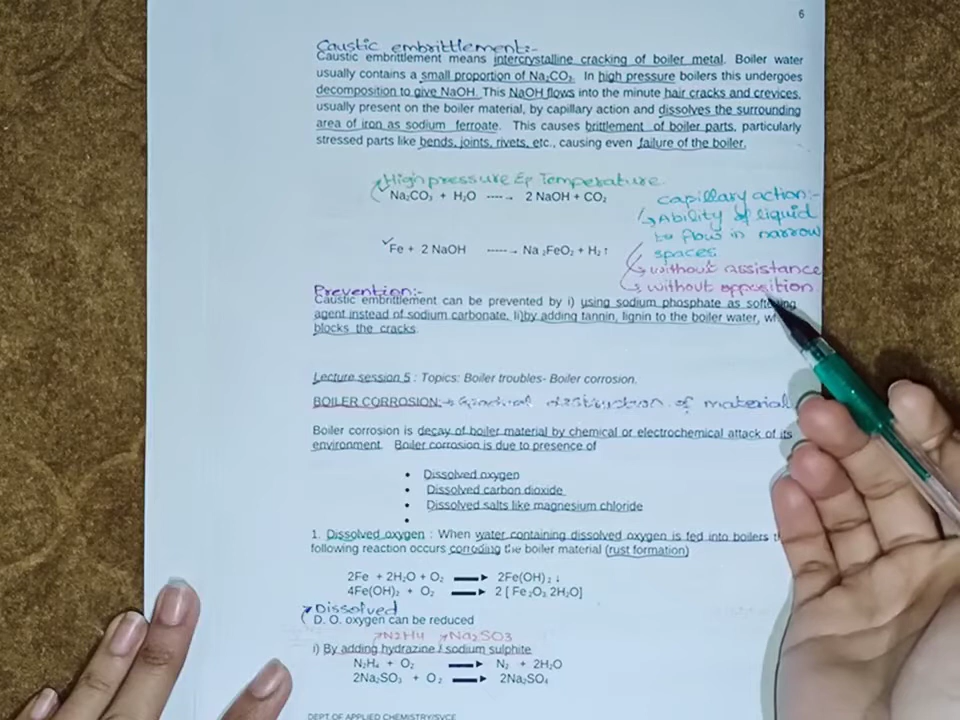 6
Caustic embrittlement:-
Caustic embrittlement means intercrystalline cracking of boiler metal. Boiler water
usually contains a small proportion of Na₂CO₃. In high pressure boilers this undergoes
decomposition to give NaOH. This NaOH flows into the minute hair cracks and crevices,
usually present on the boiler material, by capillary action and dissolves the surrounding
area of iron as sodium ferroate. This causes brittlement of boiler parts, particularly
stressed parts like bends, joints, rivets, etc., causing even failure of the boiler.
High pressure & Temperature
Na₂CO₃ + H₂O ----→ 2 NaOH + CO₂
capillary action:-
↳ Ability of liquid
to flow in narrow
spaces
Fe + 2 NaOH -----→ Na ₂FeO₂ + H₂ ↑
without assistance
without opposition
Prevention:-
Caustic embrittlement can be prevented by i) using sodium phosphate as softening
agent instead of sodium carbonate, Ii)by adding tannin, lignin to the boiler water,
blocks the cracks.
Lecture session 5 : Topics: Boiler troubles- Boiler corrosion.
BOILER CORROSION: → Gradual destruction of material
Boiler corrosion is decay of boiler material by chemical or electrochemical attack of its
environment. Boiler corrosion is due to presence of
• Dissolved oxygen
• Dissolved carbon dioxide
• Dissolved salts like magnesium chloride
•
1. Dissolved oxygen : When water containing dissolved oxygen is fed into boilers
following reaction occurs corroding the boiler material (rust formation)
2Fe + 2H₂O + O₂ → 2Fe(OH)₂ ↓
4Fe(OH)₂ + O₂ → 2 [ Fe₂O₃ 2H₂O]
Dissolved
D. O. oxygen can be reduced
N2H4 Na2SO3
i) By adding hydrazine / sodium sulphite
N₂H₄ + O₂ → N₂ + 2H₂O
2Na₂SO₃ + O₂ → 2Na₂SO₄
DEPT OF APPLIED CHEMISTRY/SVCE